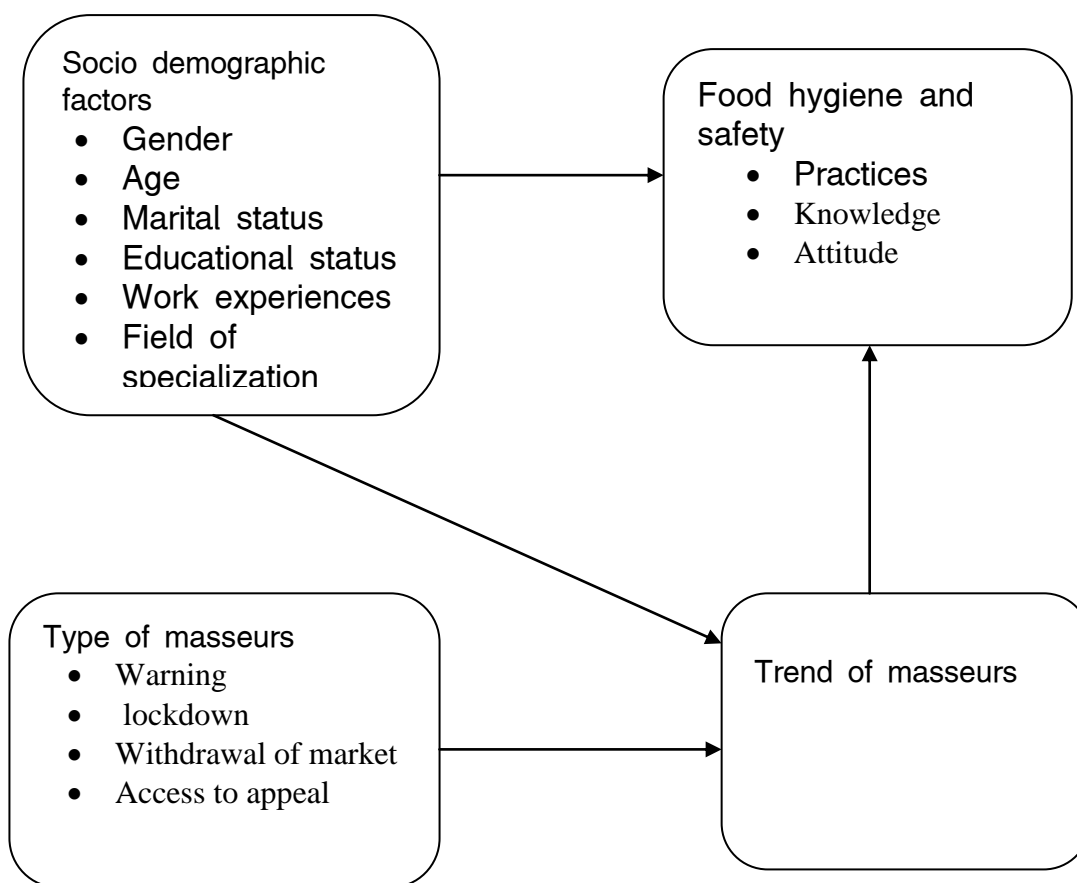 Socio demographic
factors
• Gender
• Age
• Marital status
• Educational status
• Work experiences
• Field of
specialization
Food hygiene and
safety
• Practices
• Knowledge
• Attitude
Type of masseurs
• Warning
• lockdown
• Withdrawal of market
• Access to appeal
Trend of masseurs